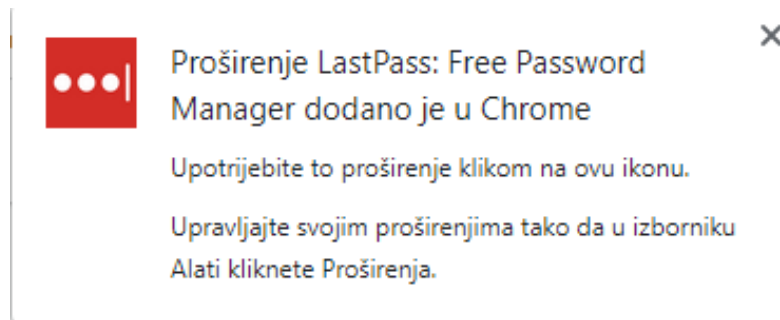 Proširenje LastPass: Free Password
Manager dodano je u Chrome
Upotrijebite to proširenje klikom na ovu ikonu.
Upravljajte svojim proširenjima tako da u izborniku
Alati kliknete Proširenja.